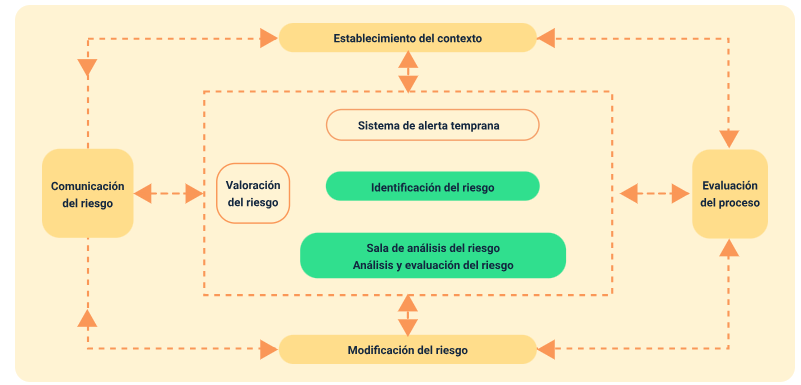 Establecimiento del contexto
Sistema de alerta temprana
Comunicación
del riesgo
Valoración
del riesgo
Identificación del riesgo
Evaluación
del proceso
Sala de análisis del riesgo
Análisis y evaluación del riesgo
Modificación del riesgo